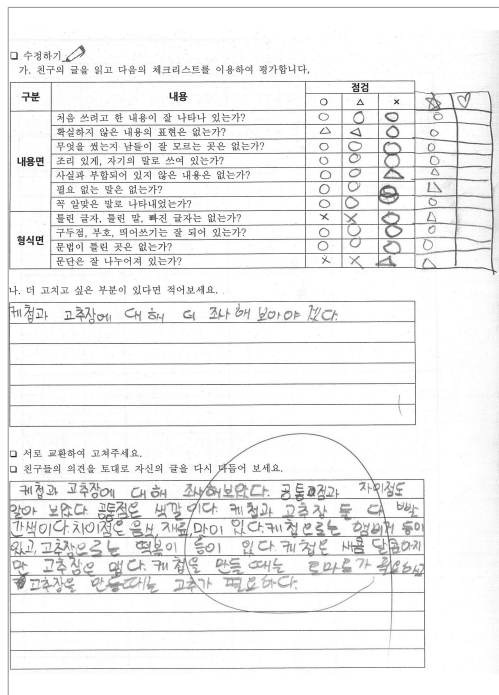 □ 수정하기
가. 친구의 글을 읽고 다음의 체크리스트를 이용하여 평가합니다.
구분 내용 점검
○ △ × ☆ ♡
내용면
처음 쓰려고 한 내용이 잘 나타나 있는가? ○ ○ ○ ○
확실하지 않은 내용의 표현은 없는가? △ △ ○ ○
무엇을 썼는지 남들이 잘 모르는 곳은 없는가? ○ ○ ○ ○
조리 있게, 자기의 말로 쓰여 있는가? ○ ○ ○ ○
사실과 부합되어 있지 않은 내용은 없는가? ○ ○ △ △
필요 없는 말은 없는가? ○ ○ ○ △
꼭 알맞은 말로 나타내었는가? ○ ○ ○ ○
형식면
틀린 글자, 틀린 말, 빠진 글자는 없는가? × × ○ △
구두점, 부호, 띄어쓰기는 잘 되어 있는가? ○ ○ ○ △
문법이 틀린 곳은 없는가? ○ ○ ○ ○
문단은 잘 나누어져 있는가? × × △ △
나. 더 고치고 싶은 부분이 있다면 적어보세요.
케첩과 고추장에 대해 더 조사해 보아야 겠다.
□ 서로 교환하여 고쳐주세요.
□ 친구들의 의견을 토대로 자신의 글을 다시 다듬어 보세요.
케첩과 고추장에 대해 조사해보았다. 공통점과 차이점도
알아 보았다. 공통점은 색깔이다. 케첩과 고추장 둘 다 빨
간색이다. 차이점은 음식, 재료, 맛이 있다. 케첩으로는 햄버거 등이
있고, 고추장으로는 떡볶이 등이 있다. 케첩은 새콤 달콤하지
만 고추장은 맵다. 케첩을 만들 때는 토마토가 필요하고
고추장을 만들때는 고추가 필요하다.